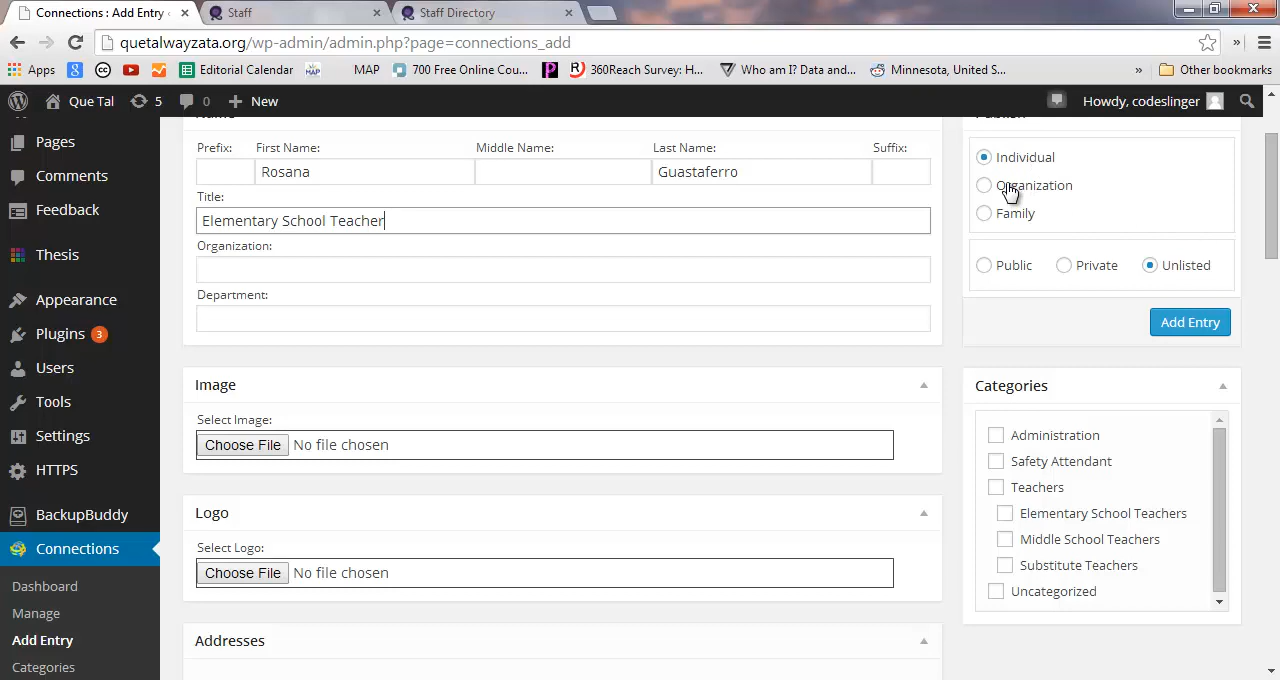 Connections : Add Entry
Staff
Staff Directory
quetalwayzata.org/wp-admin/admin.php?page=connections_add
Apps
Editorial Calendar
MAP
MAP
700 Free Online Cou...
360Reach Survey: H...
Who am I? Data and...
Minnesota, United S...
»
Other bookmarks
Que Tal
5
0
New
Howdy, codeslinger
Pages
Comments
Feedback
Thesis
Appearance
Plugins 3
Users
Tools
Settings
HTTPS
BackupBuddy
Connections
Dashboard
Manage
Add Entry
Categories
Name
Prefix: First Name: Middle Name: Last Name: Suffix:
Rosana Guastaferro
Title:
Elementary School Teacher
Organization:
Department:
Image
Select Image:
Choose File No file chosen
Logo
Select Logo:
Choose File No file chosen
Addresses
Publish
Individual
Organization
Family
Public Private Unlisted
Add Entry
Categories
Administration
Safety Attendant
Teachers
Elementary School Teachers
Middle School Teachers
Substitute Teachers
Uncategorized